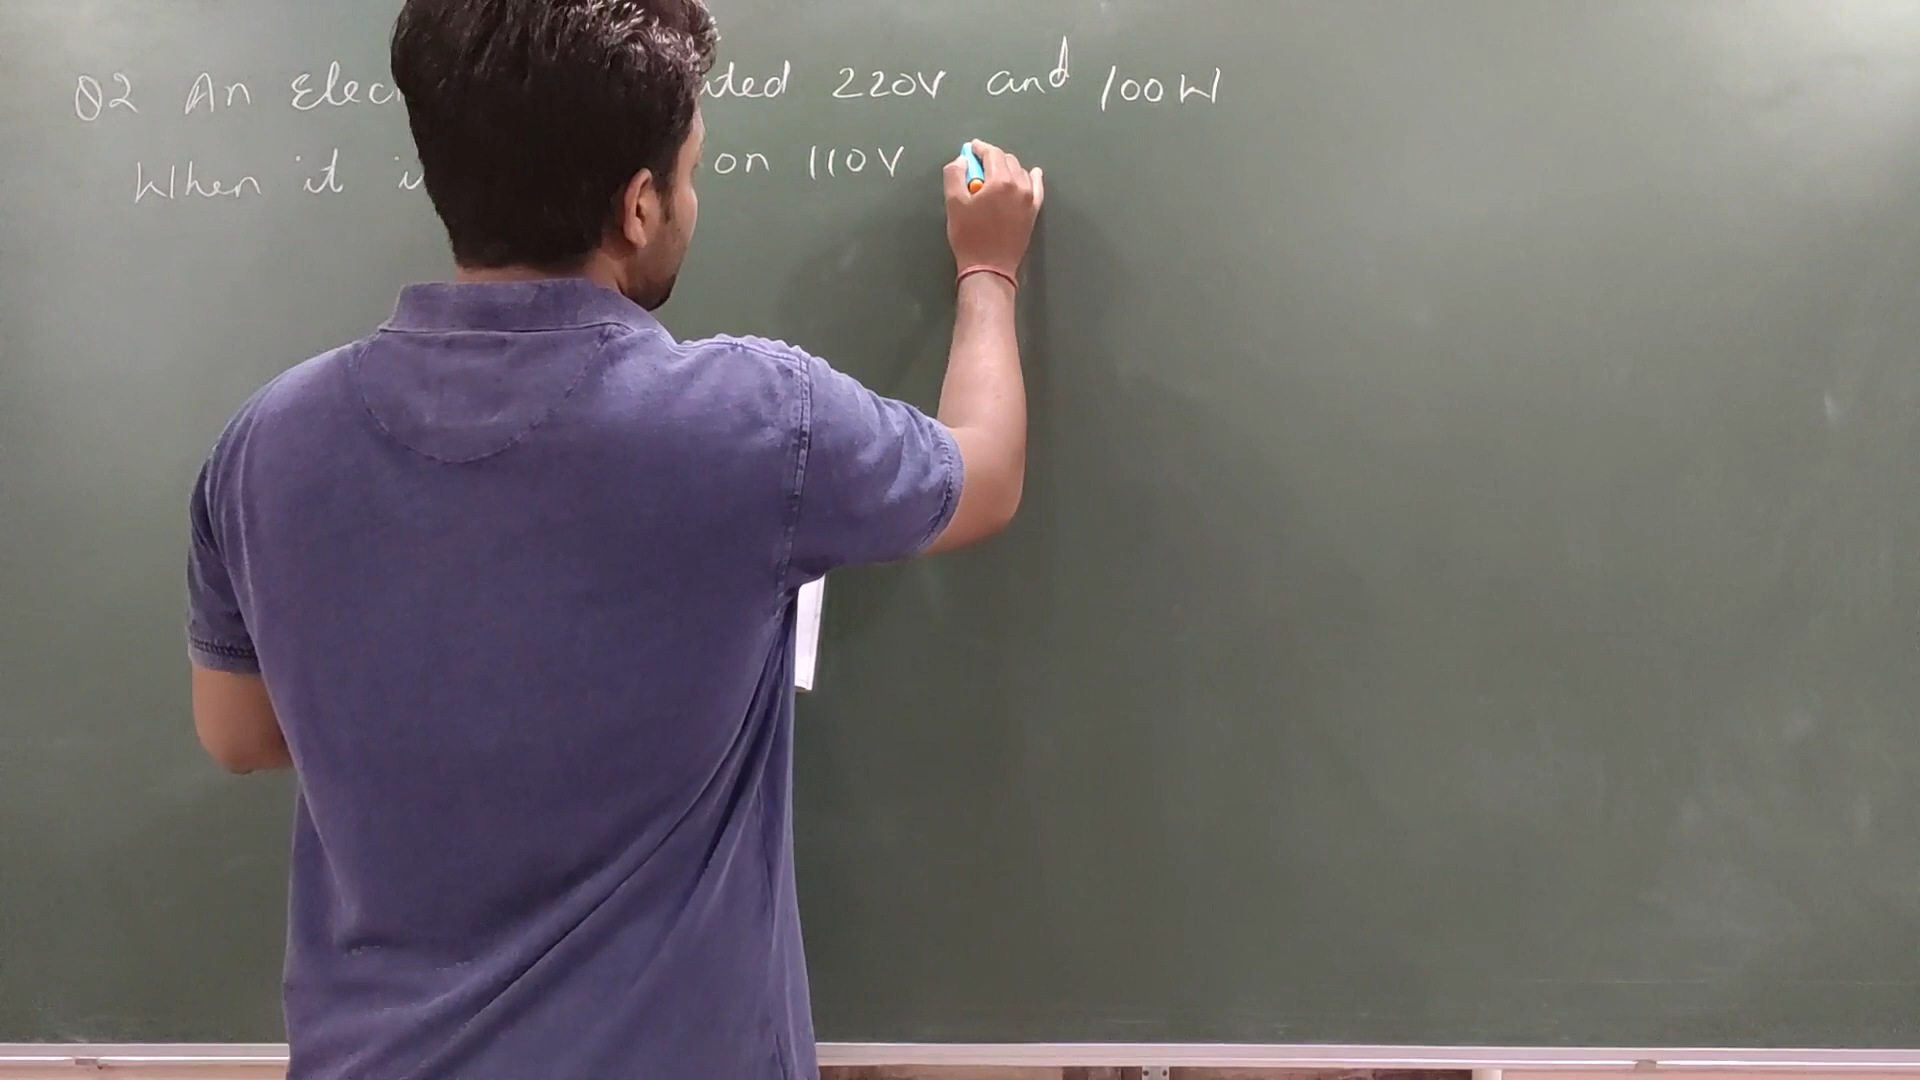 Q2 An Elec ated 220V and 100W
When it i on 110V